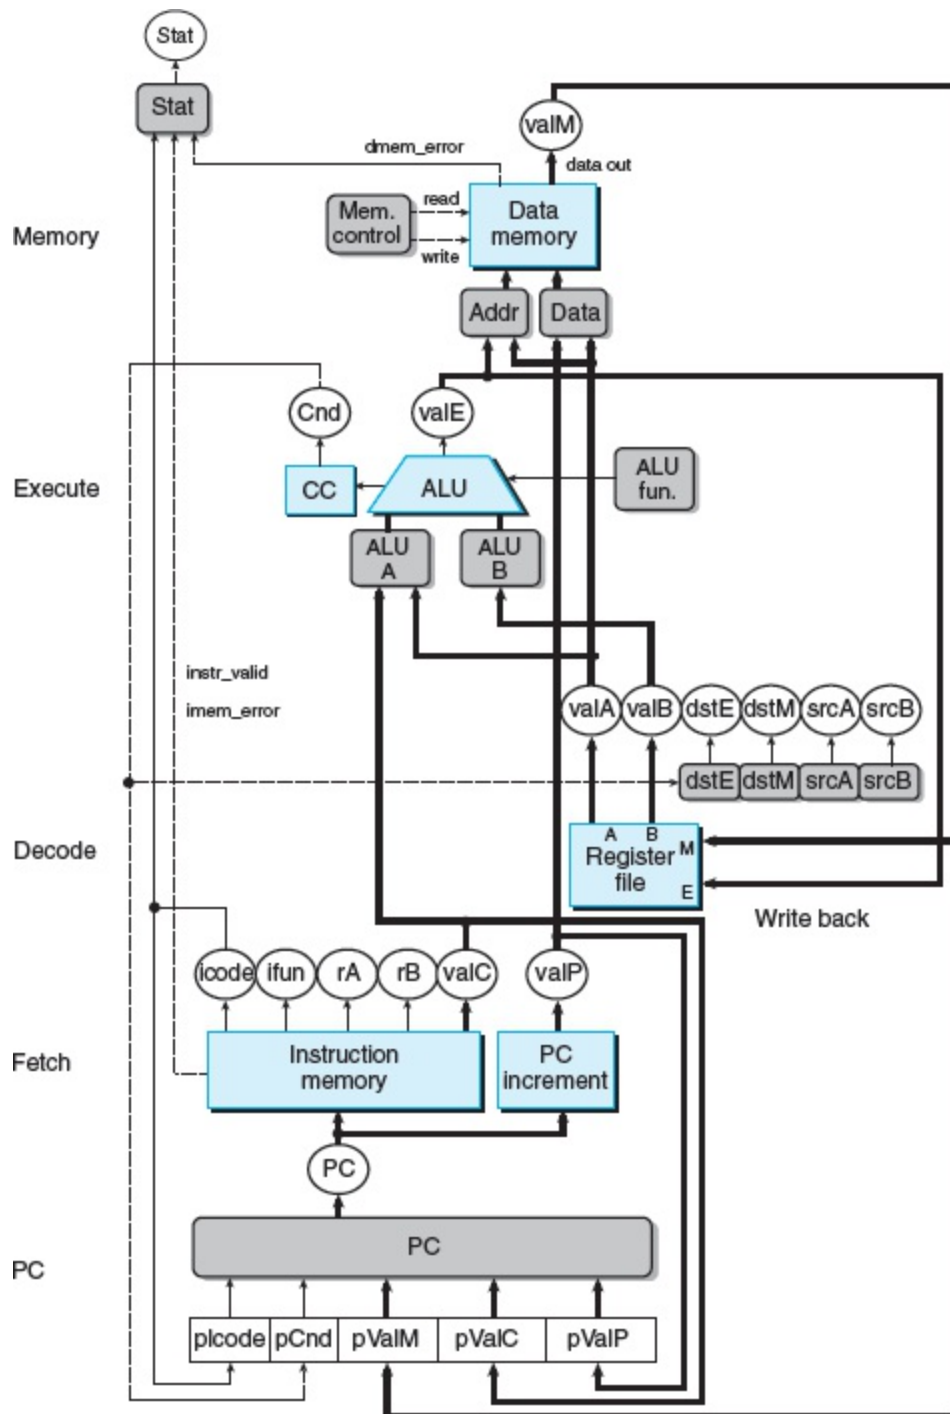 Stat
Stat
valM
dmem_error
data out
Memory
Mem.
control
read
write
Data
memory
Addr
Data
Cnd
valE
Execute
CC
ALU
ALU
fun.
ALU
A
ALU
B
instr_valid
imem_error
valA
valB
dstE
dstM
srcA
srcB
dstE
dstM
srcA
srcB
Decode
A
B
M
Register
file
E
Write back
icode
ifun
rA
rB
valC
valP
Fetch
Instruction
memory
PC
increment
PC
PC
PC
pIcode
pCnd
pValM
pValC
pValP